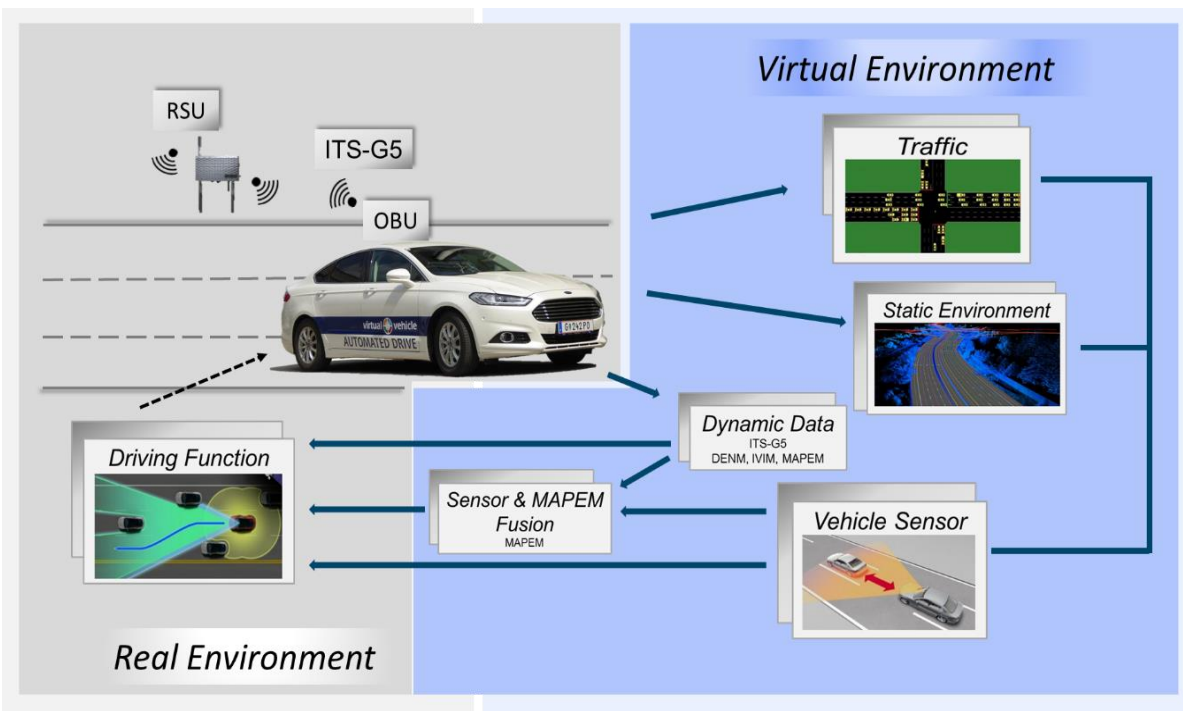 Virtual Environment
RSU
ITS-G5
OBU
Traffic
Static Environment
virtual vehicle
AUTOMATED DRIVE
Dynamic Data
ITS-G5
DENM, IVIM, MAPEM
Driving Function
Sensor & MAPEM
Fusion
MAPEM
Vehicle Sensor
Real Environment